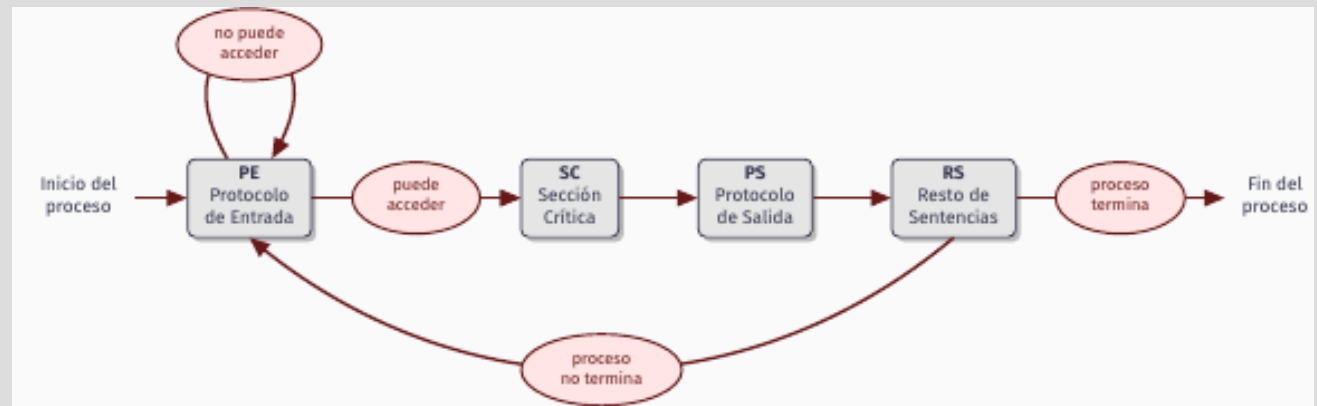 no puede
acceder
Inicio del
proceso
PE
Protocolo
de Entrada
puede
acceder
SC
Sección
Crítica
PS
Protocolo
de Salida
RS
Resto de
Sentencias
proceso
termina
Fin del
proceso
proceso
no termina